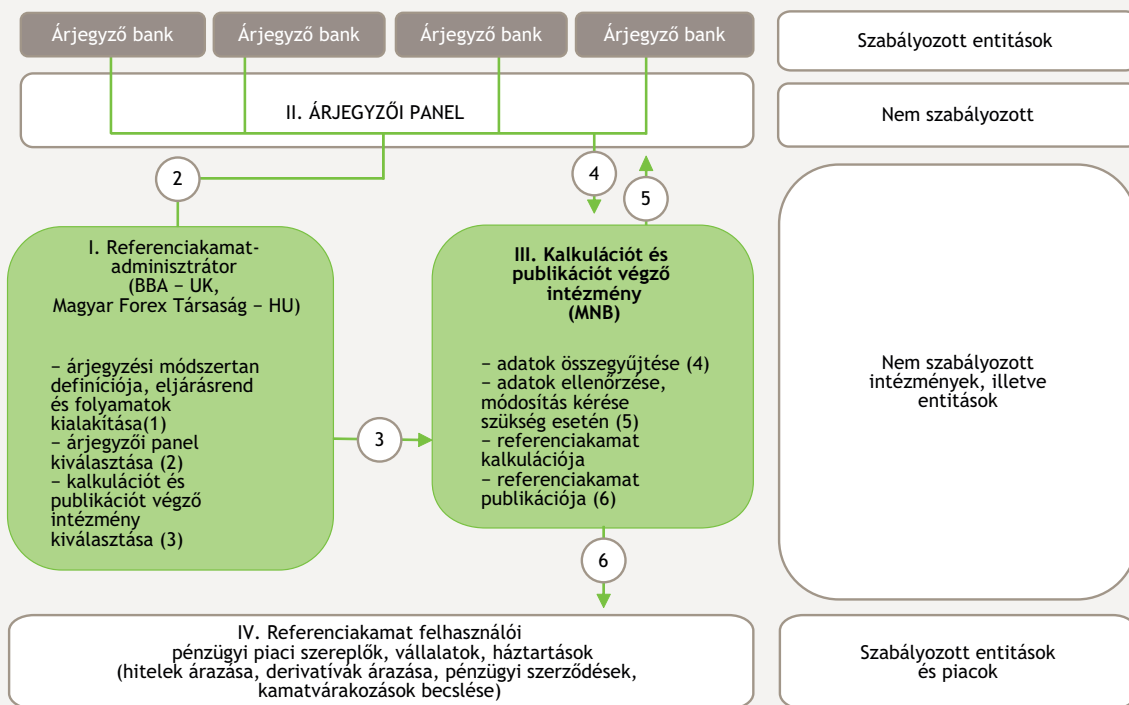 Árjegyző bank
Árjegyző bank
Árjegyző bank
Árjegyző bank
Szabályozott entitások
II. ÁRJEGYZŐI PANEL
Nem szabályozott
2
4
5
I. Referenciakamat-
adminisztrátor
(BBA – UK,
Magyar Forex Társaság – HU)
– árjegyzési módszertan
definíciója, eljárásrend
és folyamatok
kialakítása(1)
– árjegyzői panel
kiválasztása (2)
– kalkulációt és
publikációt végző
intézmény
kiválasztása (3)
3
III. Kalkulációt és
publikációt végző
intézmény
(MNB)
– adatok összegyűjtése (4)
– adatok ellenőrzése,
módosítás kérése
szükség esetén (5)
– referenciakamat
kalkulációja
– referenciakamat
publikációja (6)
Nem szabályozott
intézmények, illetve
entitások
6
IV. Referenciakamat felhasználói
pénzügyi piaci szereplők, vállalatok, háztartások
(hitelek árazása, derivatívák árazása, pénzügyi szerződések,
kamatvárakozások becslése)
Szabályozott entitások
és piacok